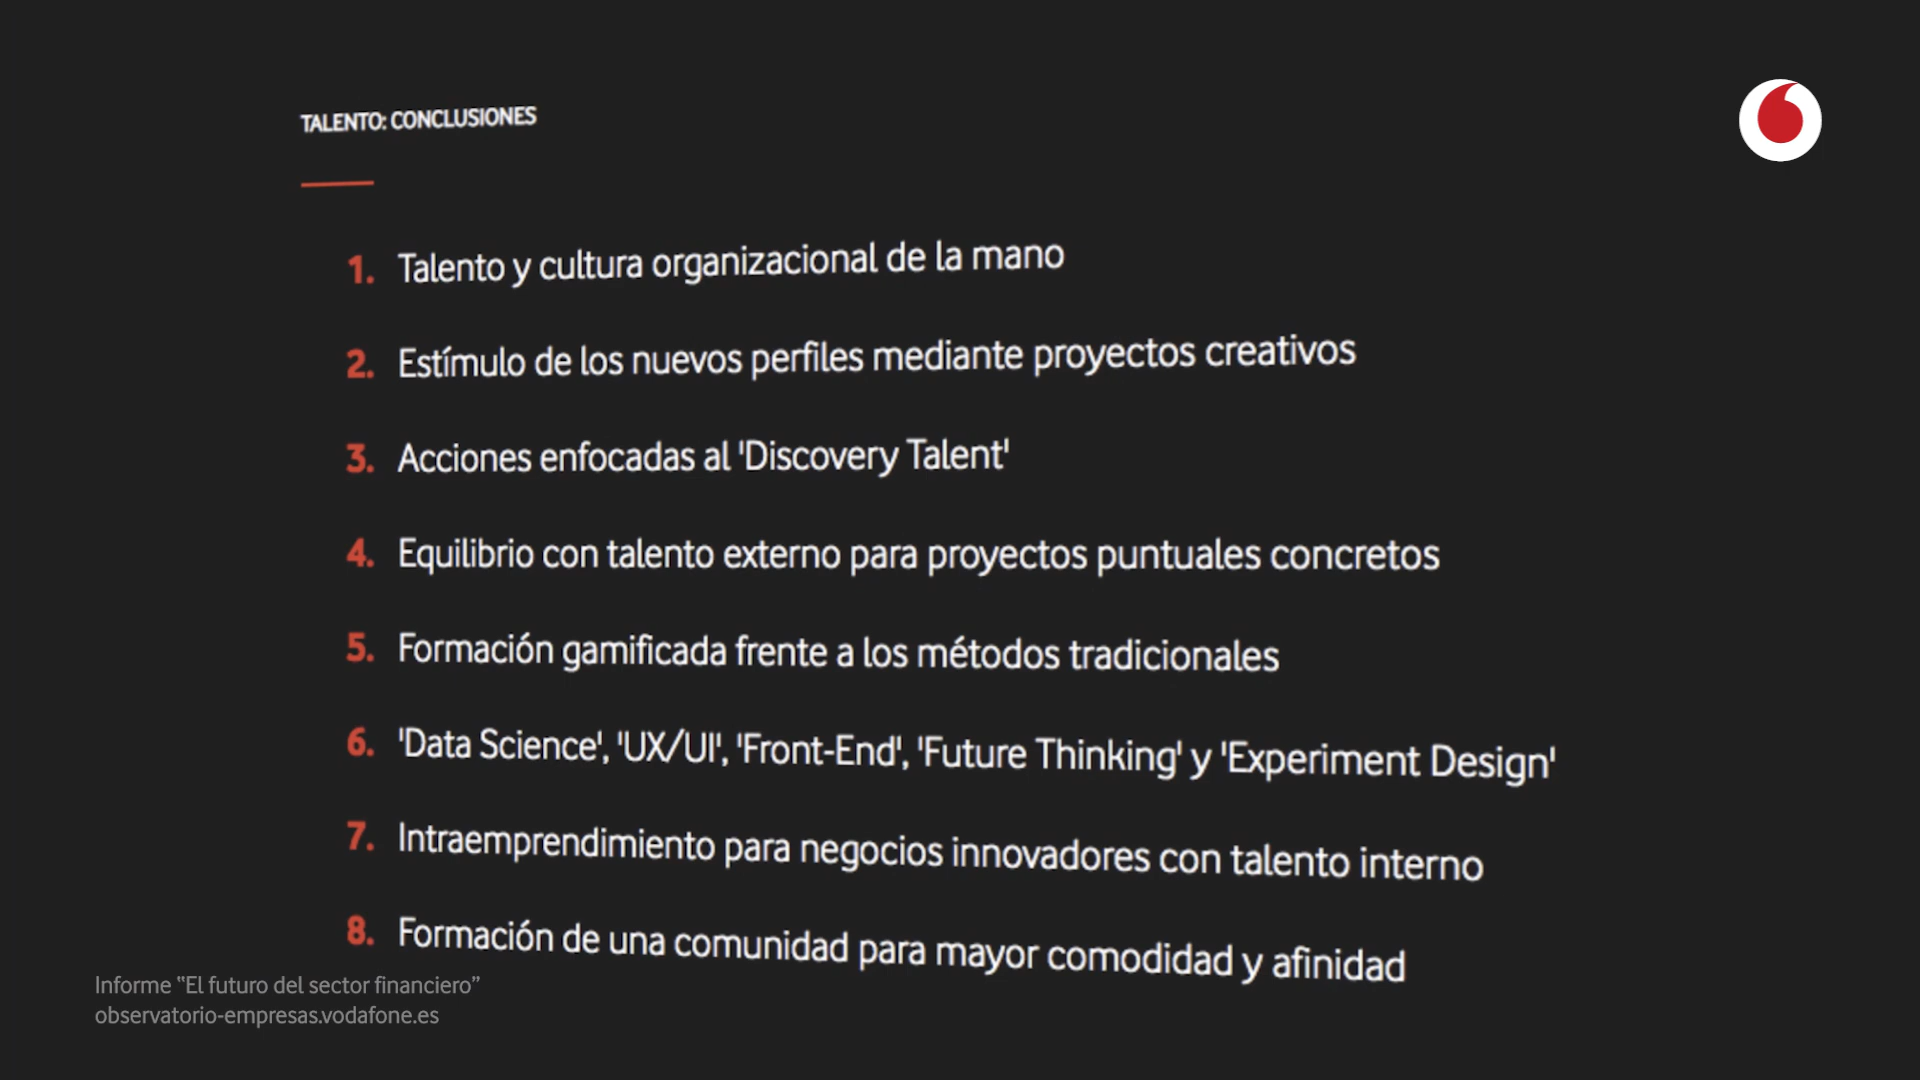 TALENTO: CONCLUSIONES
1. Talento y cultura organizacional de la mano
2. Estímulo de los nuevos perfiles mediante proyectos creativos
3. Acciones enfocadas al 'Discovery Talent'
4. Equilibrio con talento externo para proyectos puntuales concretos
5. Formación gamificada frente a los métodos tradicionales
6. 'Data Science', 'UX/UI', 'Front-End', 'Future Thinking' y 'Experiment Design'
7. Intraemprendimiento para negocios innovadores con talento interno
8. Formación de una comunidad para mayor comodidad y afinidad
Informe “El futuro del sector financiero”
observatorio-empresas.vodafone.es